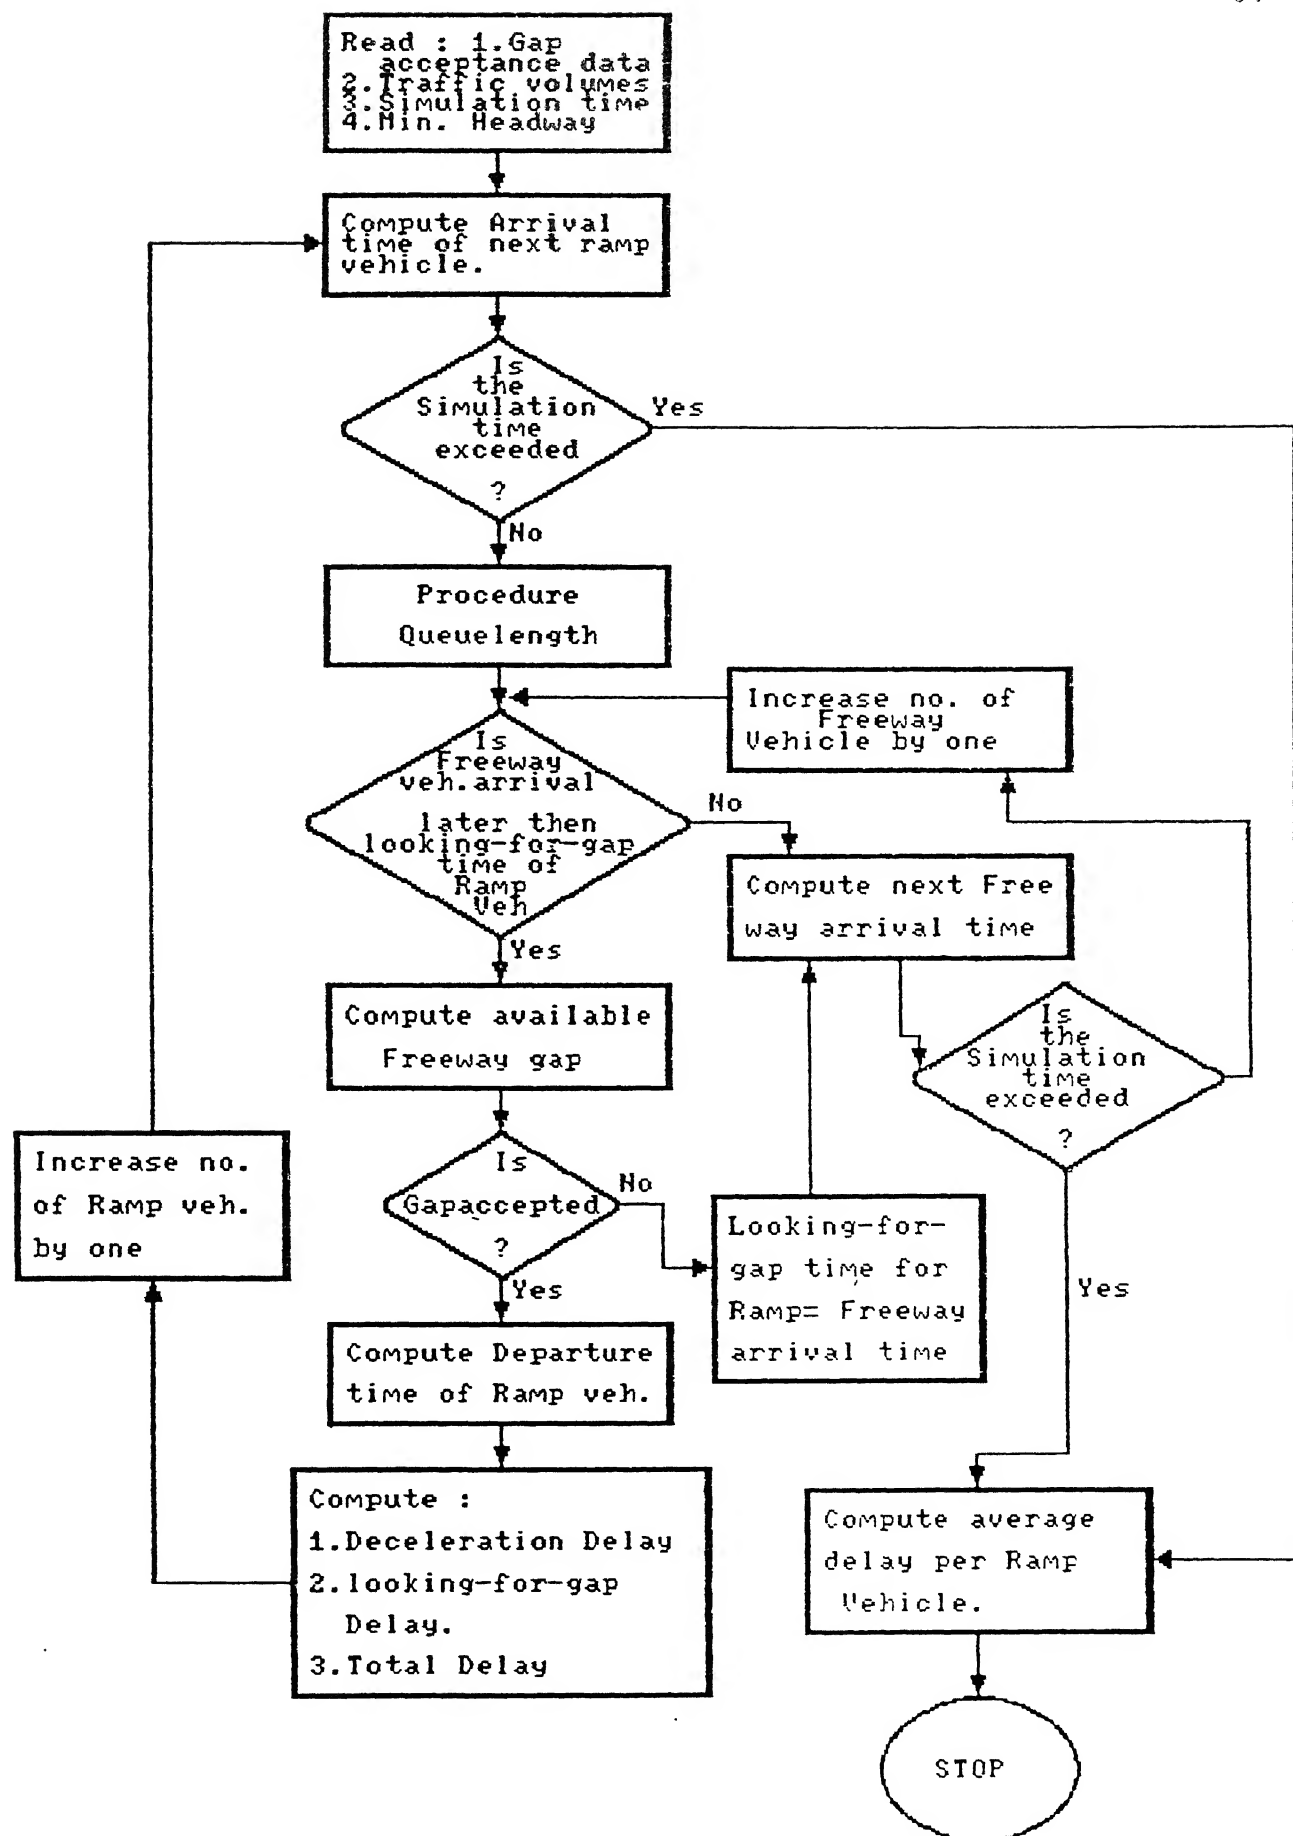 Read : 1.Gap
acceptance data
2.Traffic volumes
3.Simulation time
4.Min. Headway
Compute Arrival
time of next ramp
vehicle.
Is
the
Simulation
time
exceeded
?
Yes
No
Procedure
Queuelength
Increase no. of
Freeway
Vehicle by one
Is
Freeway
veh.arrival
later then
looking-for-gap
time of
Ramp
Veh
No
Yes
Compute next Free
way arrival time
Compute available
Freeway gap
Is
the
Simulation
time
exceeded
?
Yes
Increase no.
of Ramp veh.
by one
Is
Gapaccepted
?
No
Yes
Looking-for-
gap time for
Ramp= Freeway
arrival time
Compute Departure
time of Ramp veh.
Compute :
1.Deceleration Delay
2.looking-for-gap
Delay.
3.Total Delay
Compute average
delay per Ramp
Vehicle.
STOP